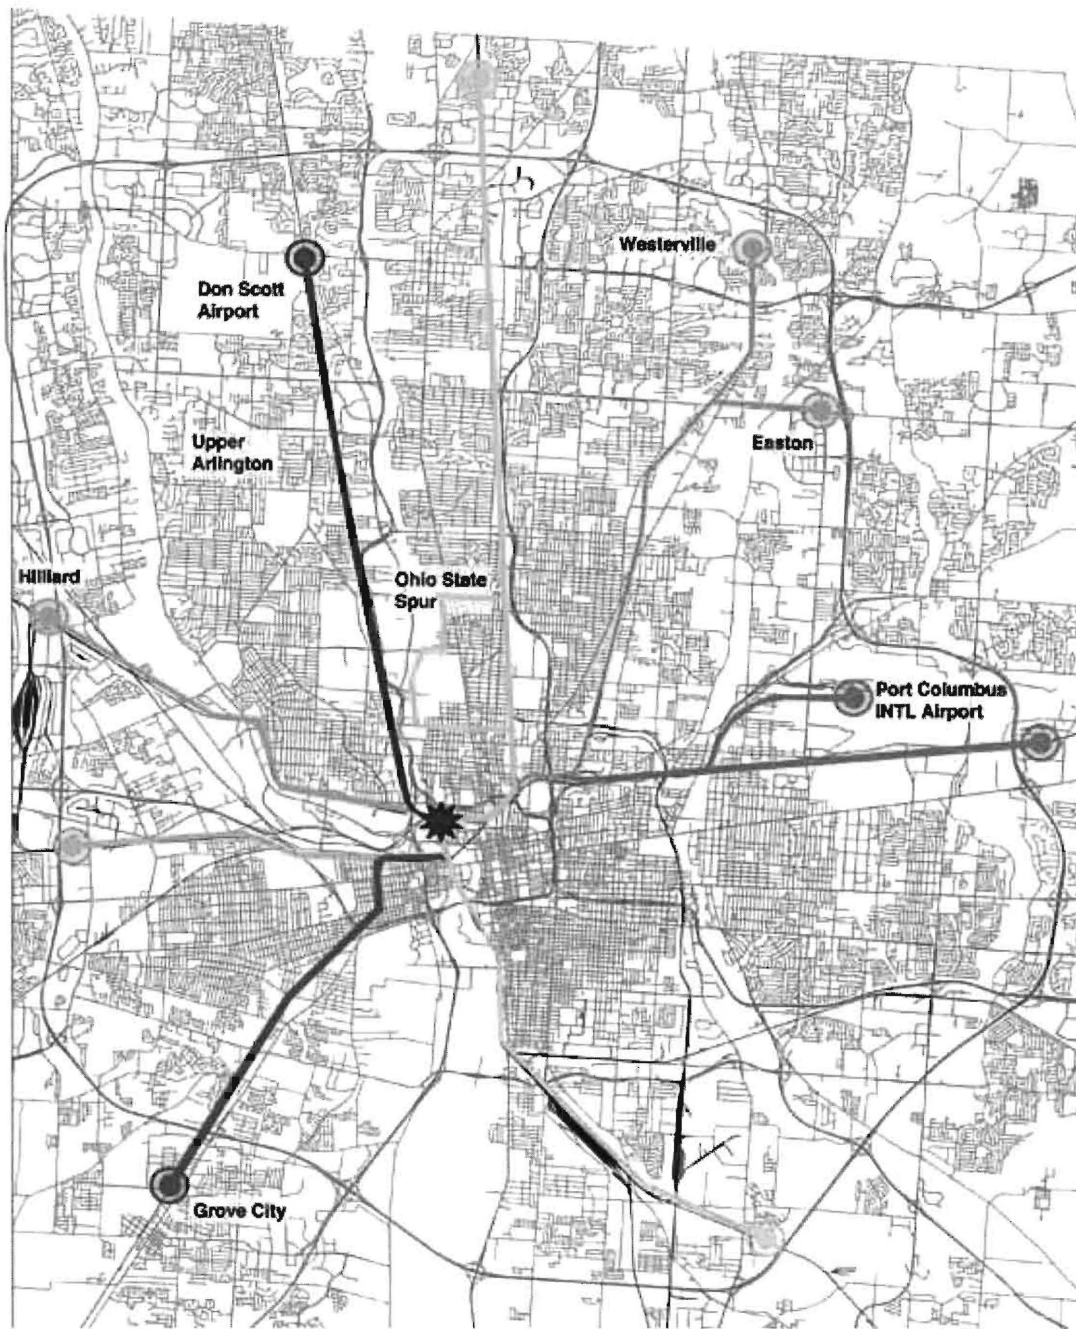 Westerville
Don Scott
Airport
Easton
Upper
Arlington
Hilliard
Ohio State
Spur
Port Columbus
INTL Airport
Grove City